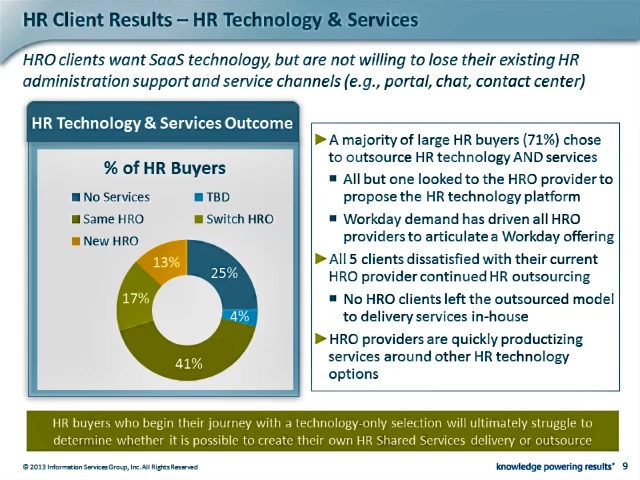 HR Client Results – HR Technology & Services
HRO clients want SaaS technology, but are not willing to lose their existing HR
administration support and service channels (e.g., portal, chat, contact center)
HR Technology & Services Outcome
% of HR Buyers
No Services
TBD
Same HRO
Switch HRO
New HRO
13%
25%
17%
4%
41%
A majority of large HR buyers (71%) chose
to outsource HR technology AND services
All but one looked to the HRO provider to
propose the HR technology platform
Workday demand has driven all HRO
providers to articulate a Workday offering
All 5 clients dissatisfied with their current
HRO provider continued HR outsourcing
No HRO clients left the outsourced model
to delivery services in-house
HRO providers are quickly productizing
services around other HR technology
options
HR buyers who begin their journey with a technology-only selection will ultimately struggle to
determine whether it is possible to create their own HR Shared Services delivery or outsource
© 2013 Information Services Group, Inc. All Rights Reserved
knowledge powering results® 9